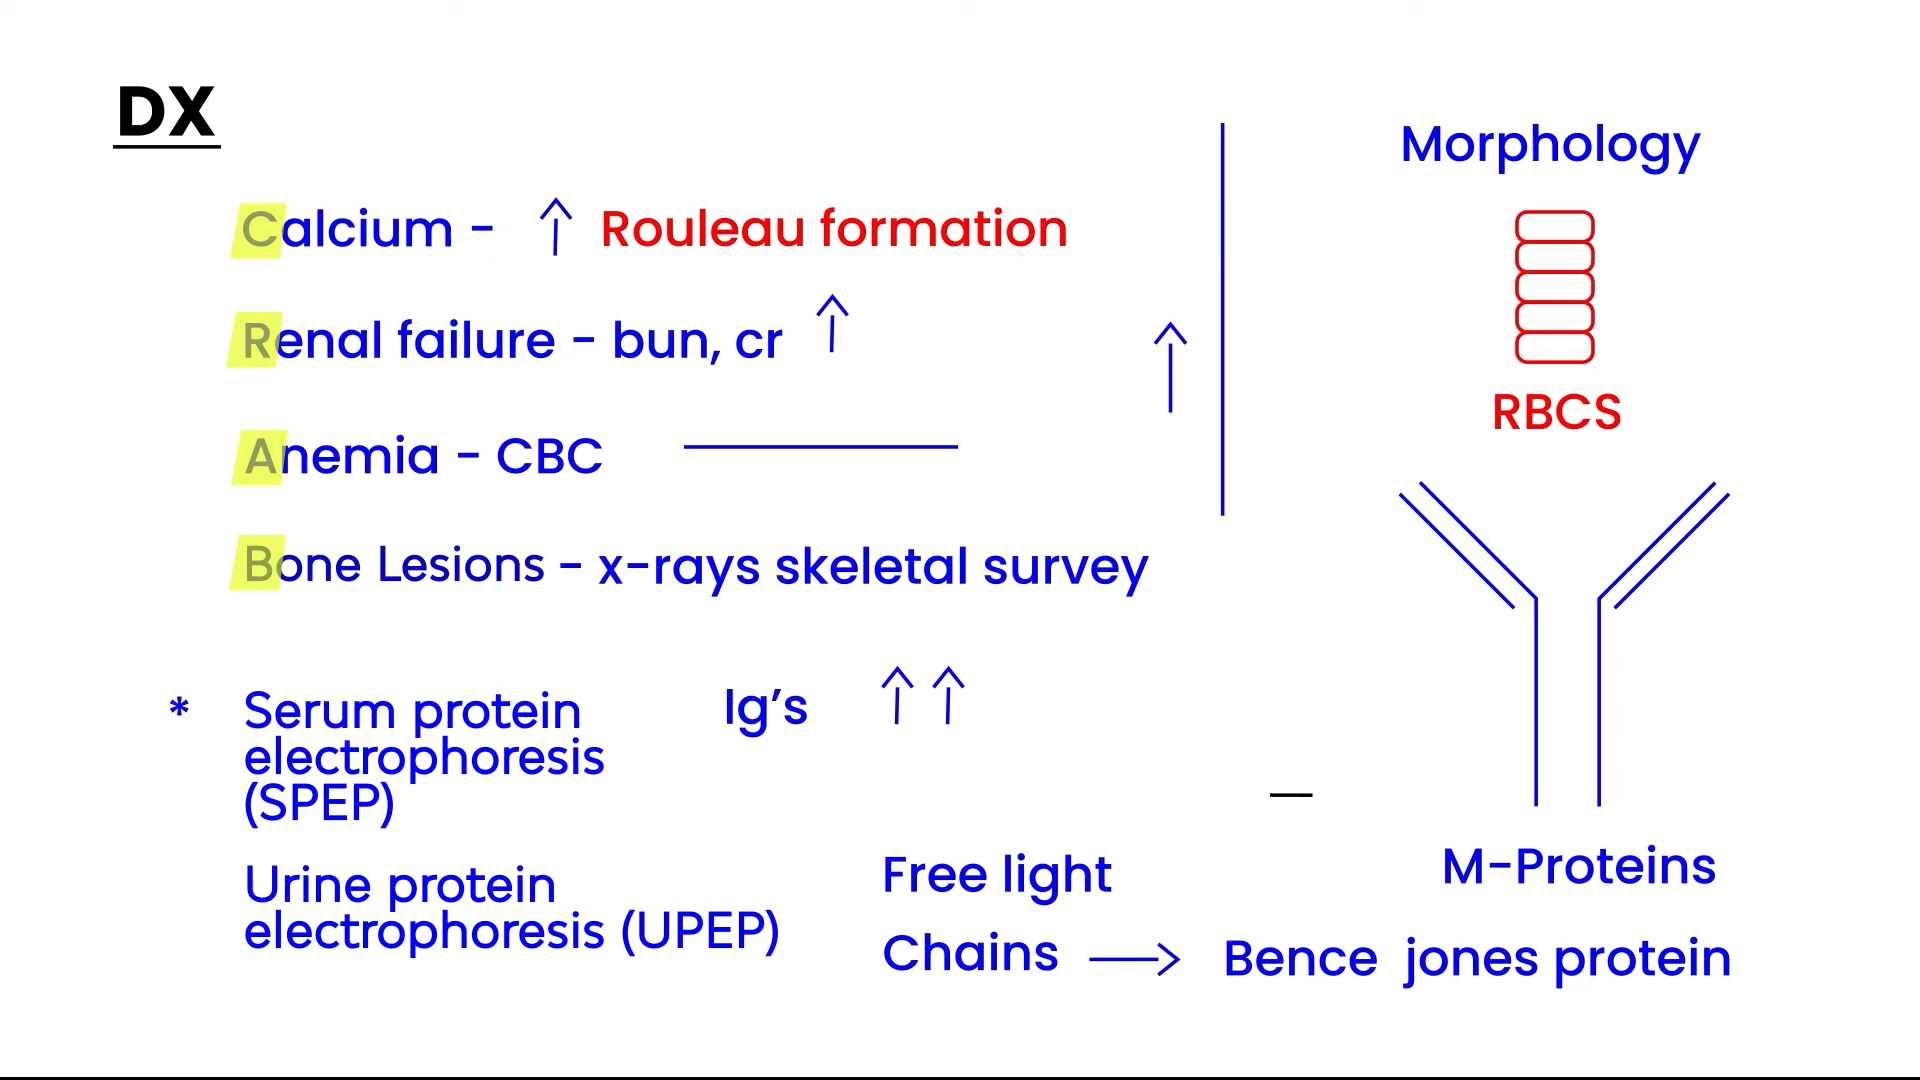 DX
Calcium - ↑ Rouleau formation
Renal failure - bun, cr ↑
Anemia - CBC
Bone Lesions - x-rays skeletal survey
* Serum protein
electrophoresis
(SPEP)
Ig's ↑ ↑
Urine protein
electrophoresis (UPEP)
Free light
Chains → Bence jones protein
↑
Morphology
RBCS
M-Proteins